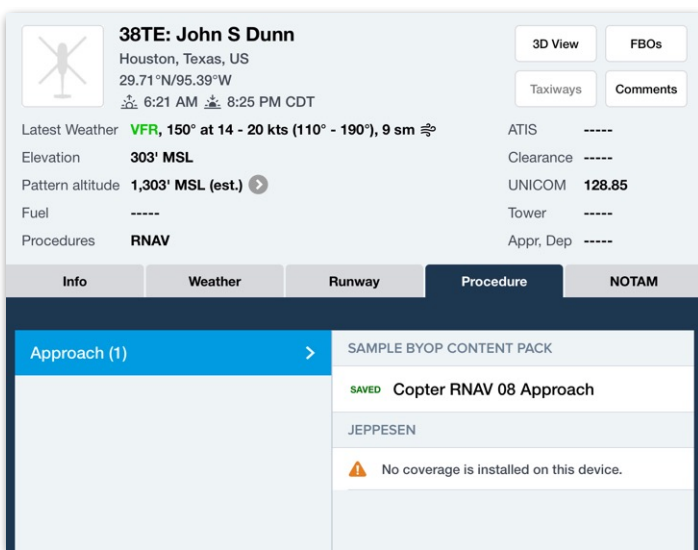 38TE: John S Dunn
Houston, Texas, US
29.71°N/95.39°W
6:21 AM 8:25 PM CDT
3D View
FBOs
Taxiways
Comments
Latest Weather VFR, 150° at 14 - 20 kts (110° - 190°), 9 sm
Elevation 303' MSL
Pattern altitude 1,303' MSL (est.)
Fuel -----
Procedures RNAV
ATIS -----
Clearance -----
UNICOM 128.85
Tower -----
Appr, Dep -----
Info Weather Runway Procedure NOTAM
Approach (1)
SAMPLE BYOP CONTENT PACK
SAVED Copter RNAV 08 Approach
JEPPESEN
No coverage is installed on this device.